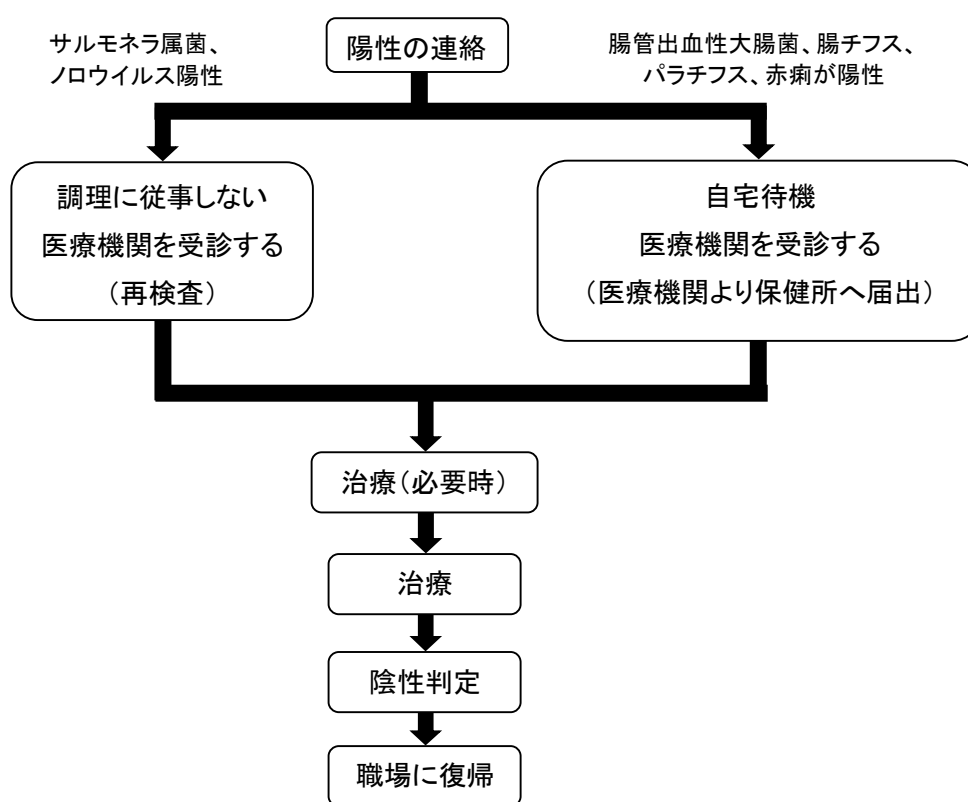 陽性の連絡
サルモネラ属菌、
ノロウイルス陽性
腸管出血性大腸菌、腸チフス、
パラチフス、赤痢が陽性
調理に従事しない
医療機関を受診する
（再検査）
自宅待機
医療機関を受診する
（医療機関より保健所へ届出）
治療（必要時）
治療
陰性判定
職場に復帰